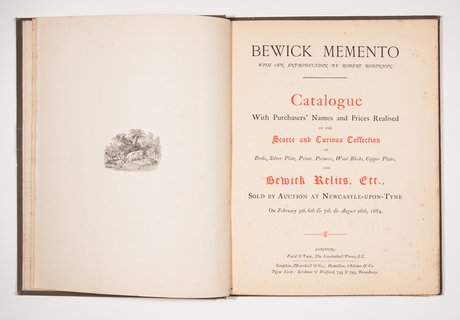 BEWICK MEMENTO
WITH AN INTRODUCTION BY ROBERT ROBINSON.
Catalogue
With Purchasers' Names and Prices Realised
OF THE
Scarce and Curious Collection
OF
Books, Silver Plate, Prints, Pictures, Wood Blocks, Copper Plates,
AND
Bewick Relics, Etc.,
SOLD BY AUCTION AT NEWCASTLE-UPON-TYNE
On February 5th, 6th & 7th, & August 26th, 1884.
LONDON:
Field & Tuer, The Leadenhall Press, E.C.
Simpkin, Marshall & Co.; Hamilton, Adams & Co.
New York: Scribner & Welford, 743 & 745, Broadway.